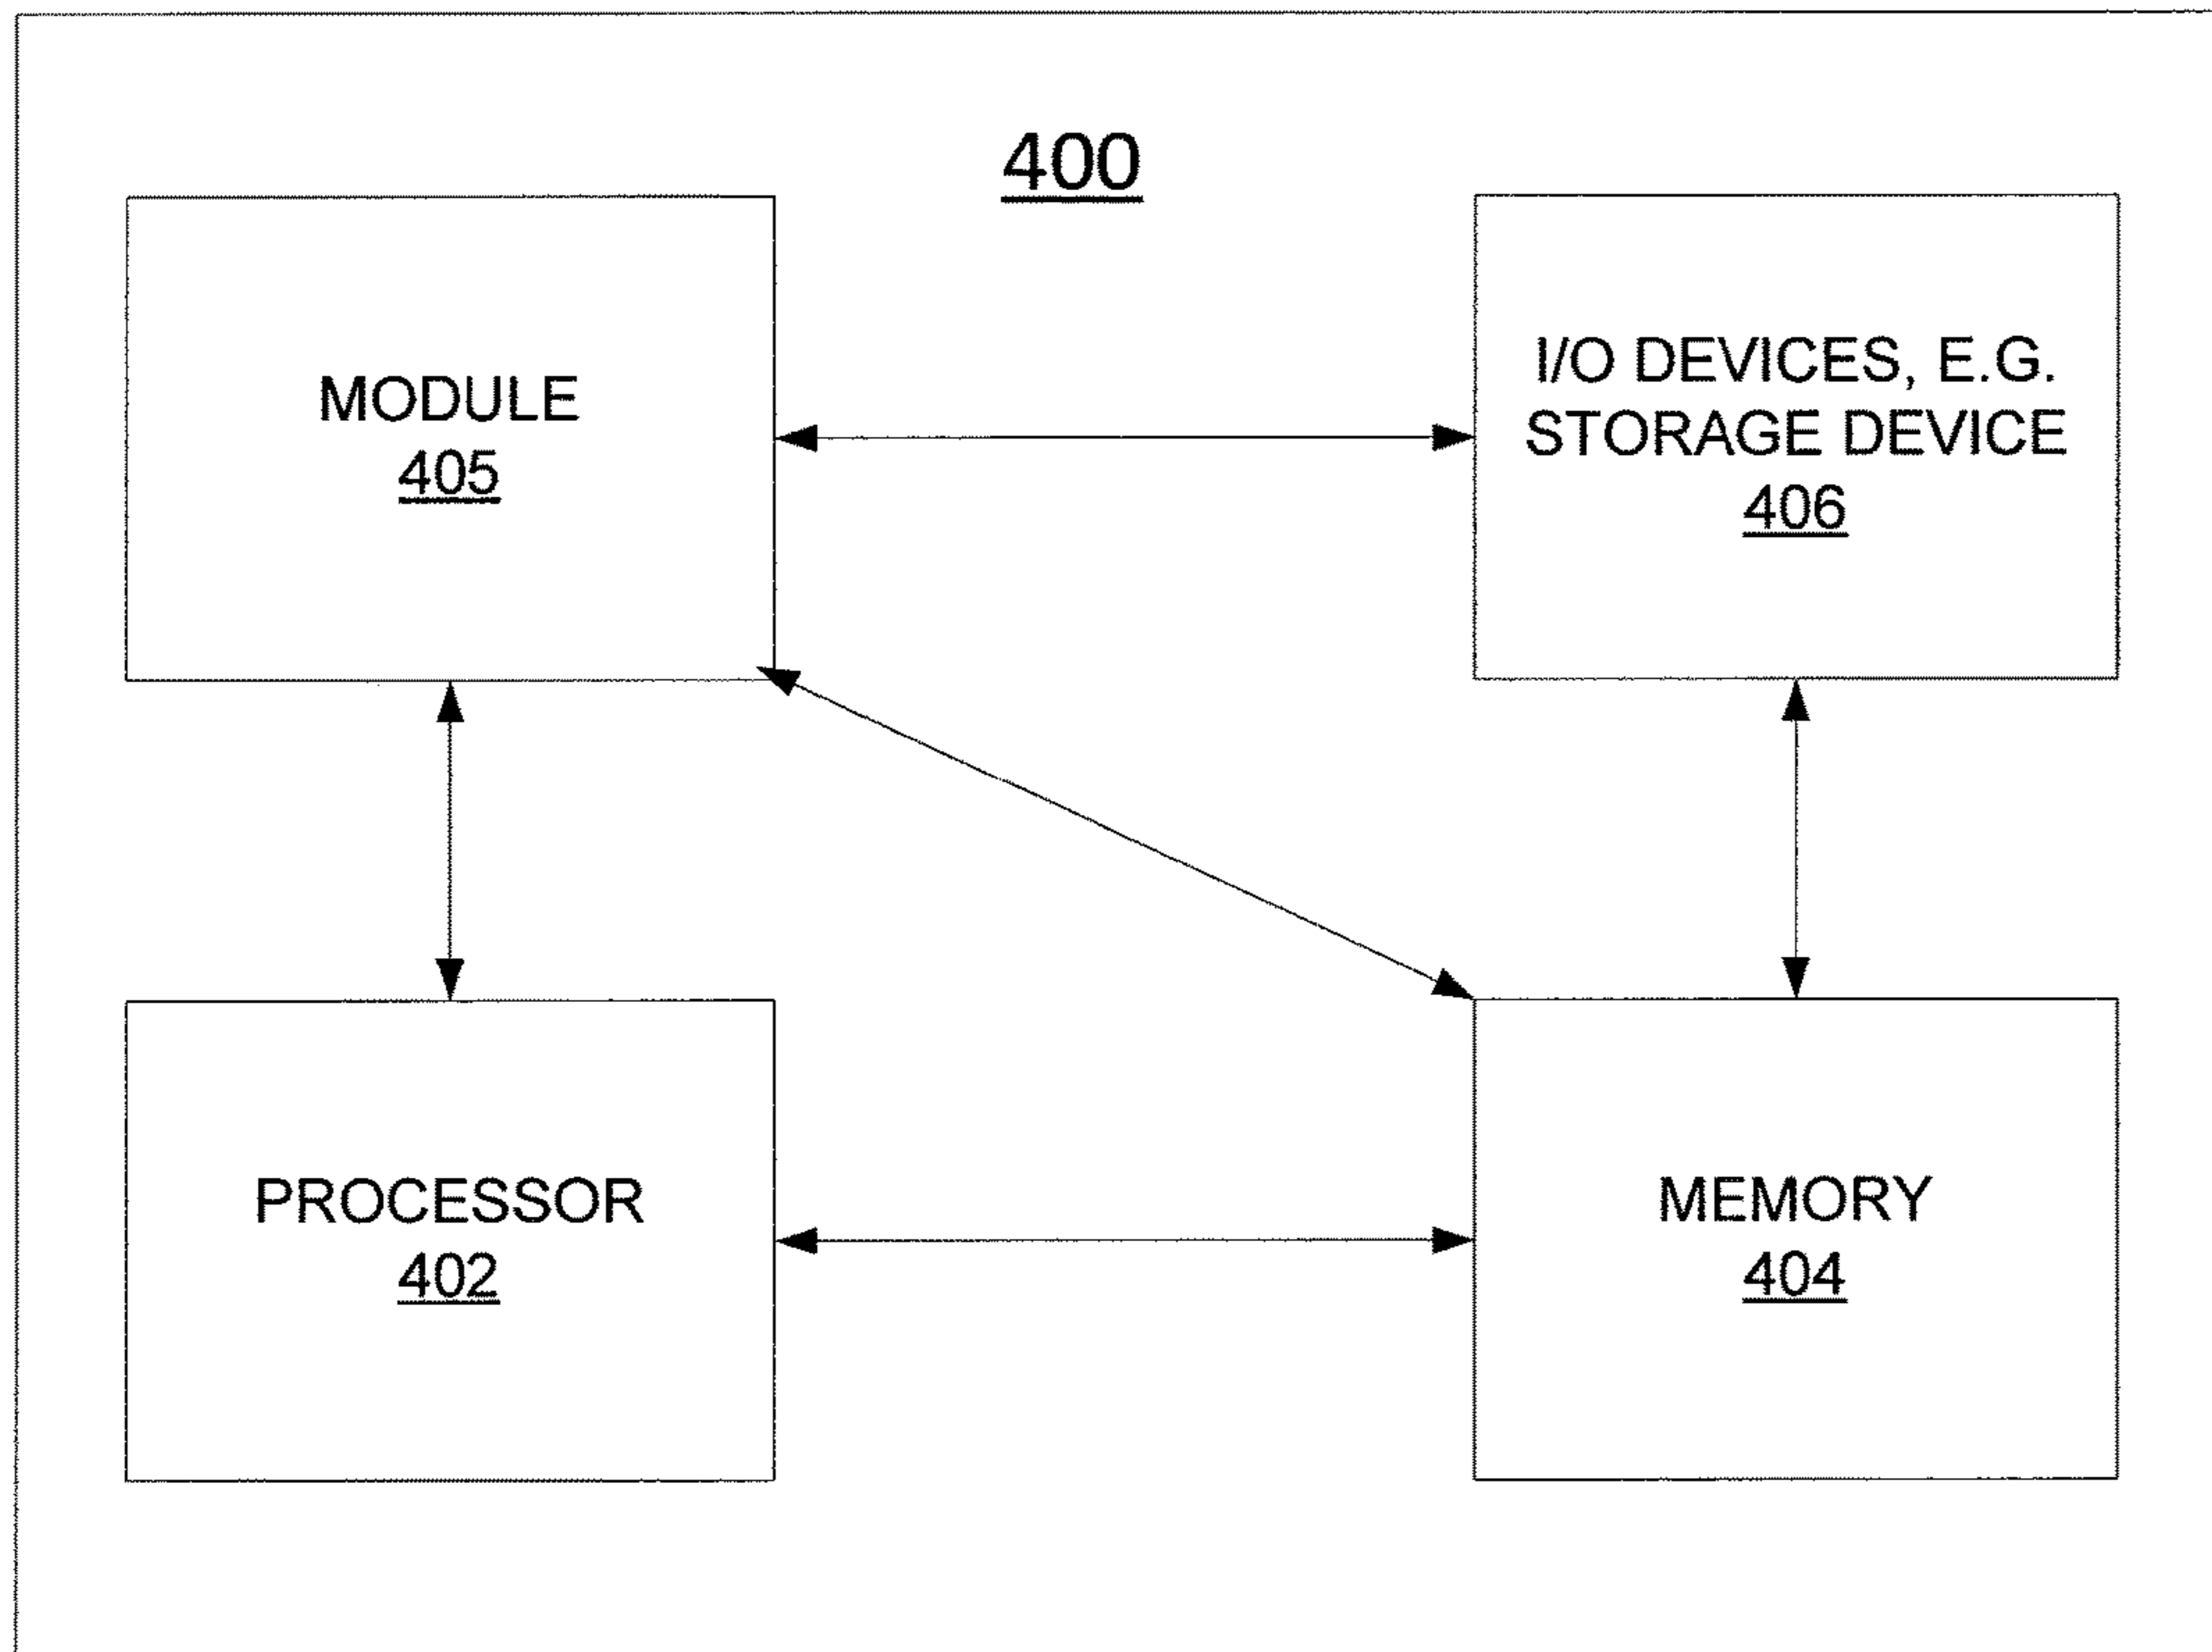 400
MODULE
405
I/O DEVICES, E.G.
STORAGE DEVICE
406
PROCESSOR
402
MEMORY
404